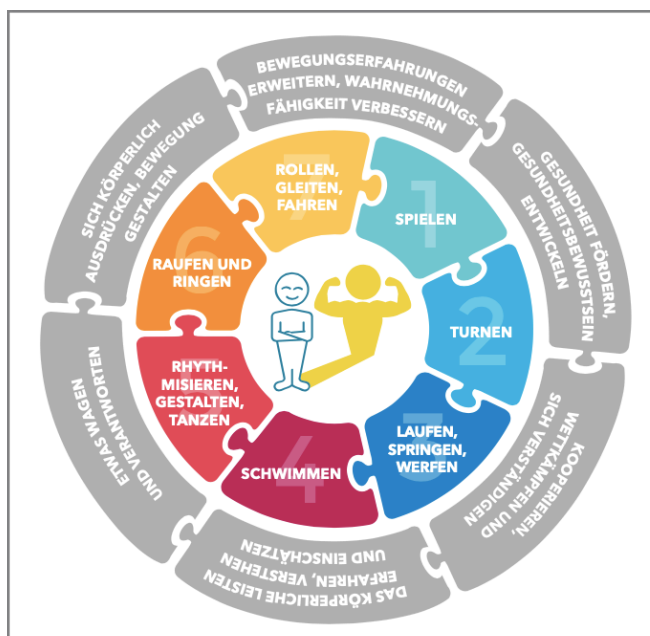 BEWEGUNGSERFAHRUNGEN
ERWEITERN, WAHRNEHMUNGS-
FÄHIGKEIT VERBESSERN
GESUNDHEIT FÖRDERN,
GESUNDHEITSBEWUSSTSEIN
ENTWICKELN
KOOPERIEREN,
WETTKÄMPFEN UND
SICH VERSTÄNDIGEN
DAS KÖRPERLICHE LEISTEN
ERFAHREN, VERSTEHEN
UND EINSCHÄTZEN
ETWAS WAGEN
UND VERANTWORTEN
SICH KÖRPERLICH
AUSDRÜCKEN, BEWEGUNG
GESTALTEN
1
SPIELEN
2
TURNEN
3
LAUFEN,
SPRINGEN,
WERFEN
4
SCHWIMMEN
5
RHYTH-
MISIEREN,
GESTALTEN,
TANZEN
6
RAUFEN UND
RINGEN
7
ROLLEN,
GLEITEN,
FAHREN